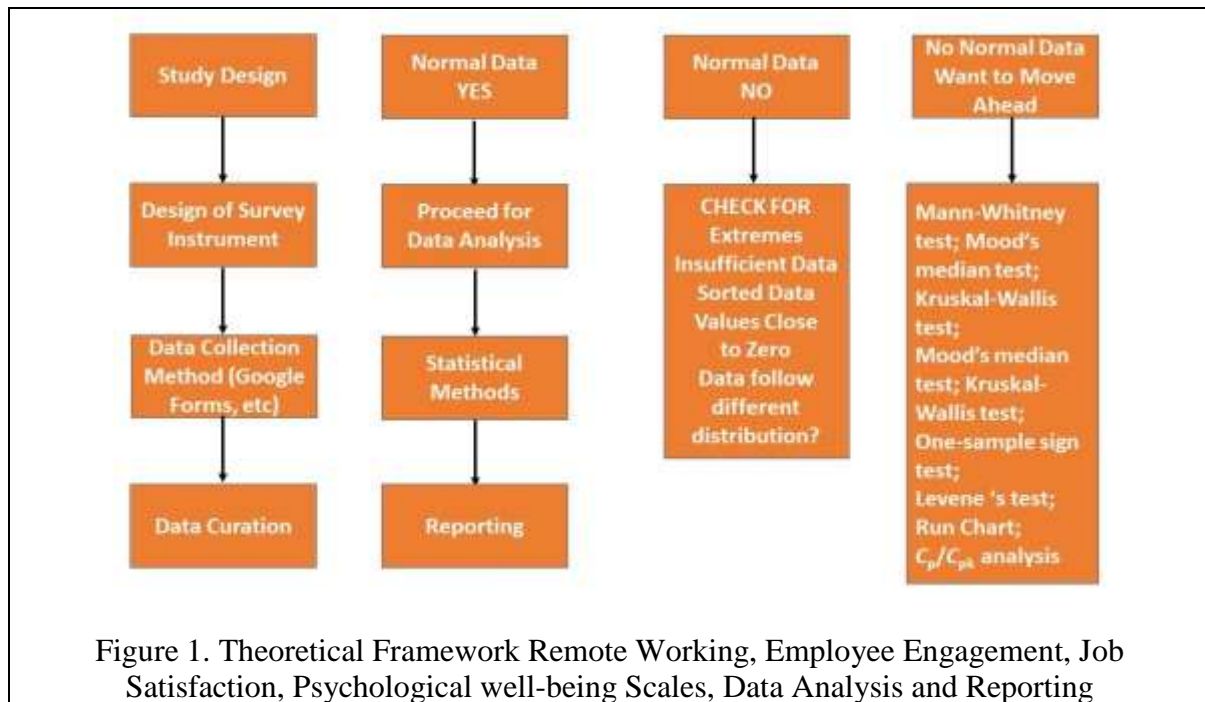 Study Design
Design of Survey
Instrument
Data Collection
Method (Google
Forms, etc)
Data Curation
Normal Data
YES
Proceed for
Data Analysis
Statistical
Methods
Reporting
Normal Data
NO
CHECK FOR
Extremes
Insufficient Data
Sorted Data
Values Close
to Zero
Data follow
different
distribution?
No Normal Data
Want to Move
Ahead
Mann-Whitney
test; Mood's
median test;
Kruskal-Wallis
test;
Mood's median
test; Kruskal-
Wallis test;
One-sample sign
test;
Levene 's test;
Run Chart;
Cp/Cpk analysis
Figure 1. Theoretical Framework Remote Working, Employee Engagement, Job
Satisfaction, Psychological well-being Scales, Data Analysis and Reporting